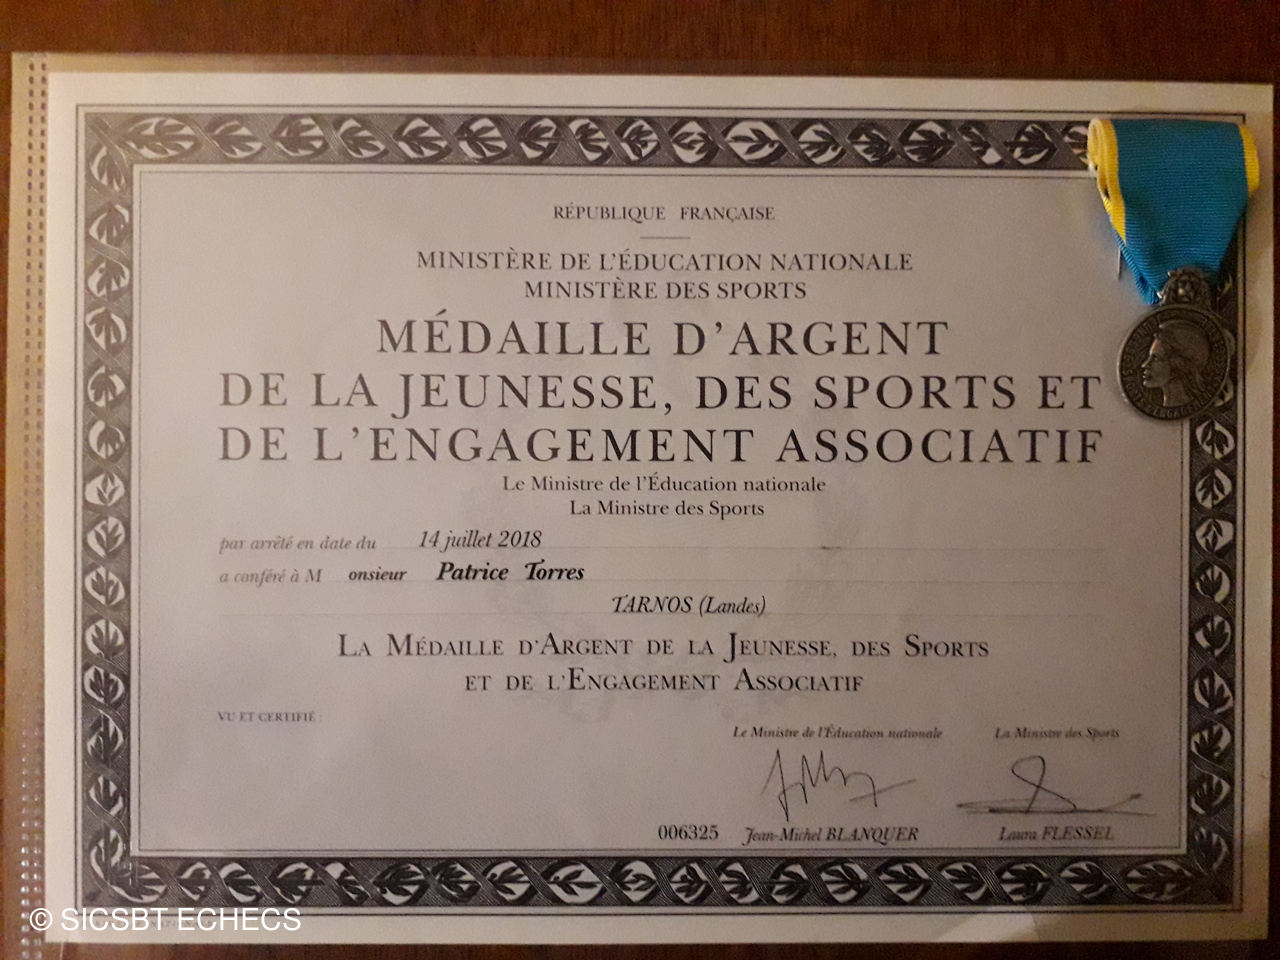 RÉPUBLIQUE FRANÇAISE
MINISTÈRE DE L'ÉDUCATION NATIONALE
MINISTÈRE DES SPORTS
MÉDAILLE D'ARGENT
DE LA JEUNESSE, DES SPORTS ET
DE L'ENGAGEMENT ASSOCIATIF
Le Ministre de l'Éducation nationale
La Ministre des Sports
par arrêté en date du 14 juillet 2018
a conféré à M onsieur Patrice Torres
TARNOS (Landes)
LA MÉDAILLE D'ARGENT DE LA JEUNESSE, DES SPORTS
ET DE L'ENGAGEMENT ASSOCIATIF
VU ET CERTIFIÉ :
Le Ministre de l'Éducation nationale La Ministre des Sports
006325 Jean-Michel BLANQUER Laura FLESSEL
© SICSBT ECHECS